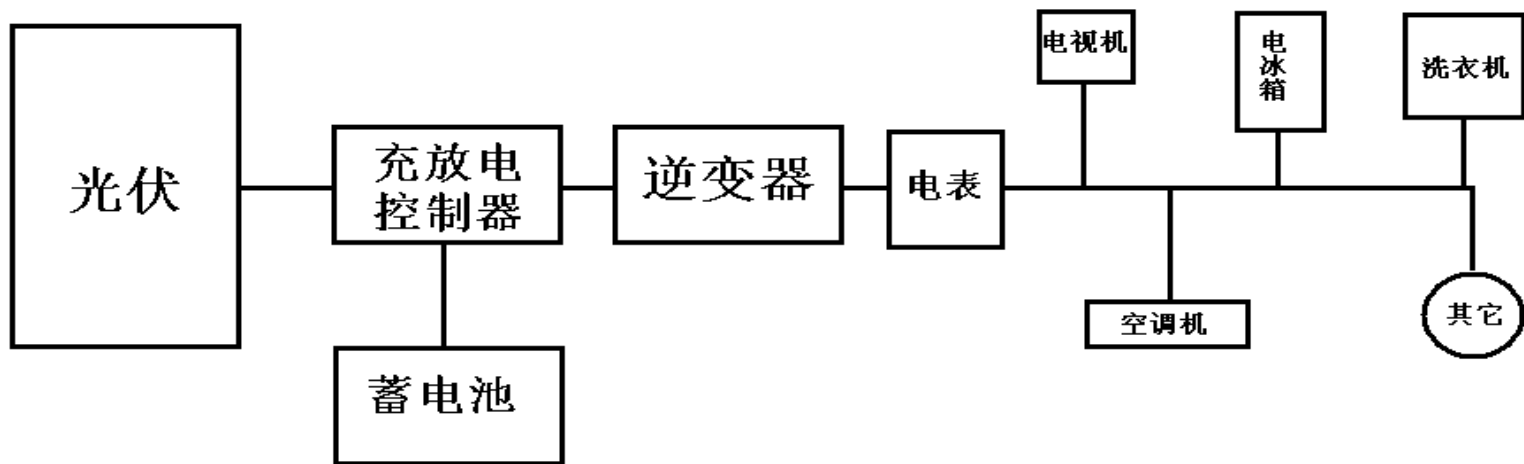 光伏
充放电
控制器
逆变器
电表
蓄电池
电视机
电
冰
箱
洗衣机
空调机
其它